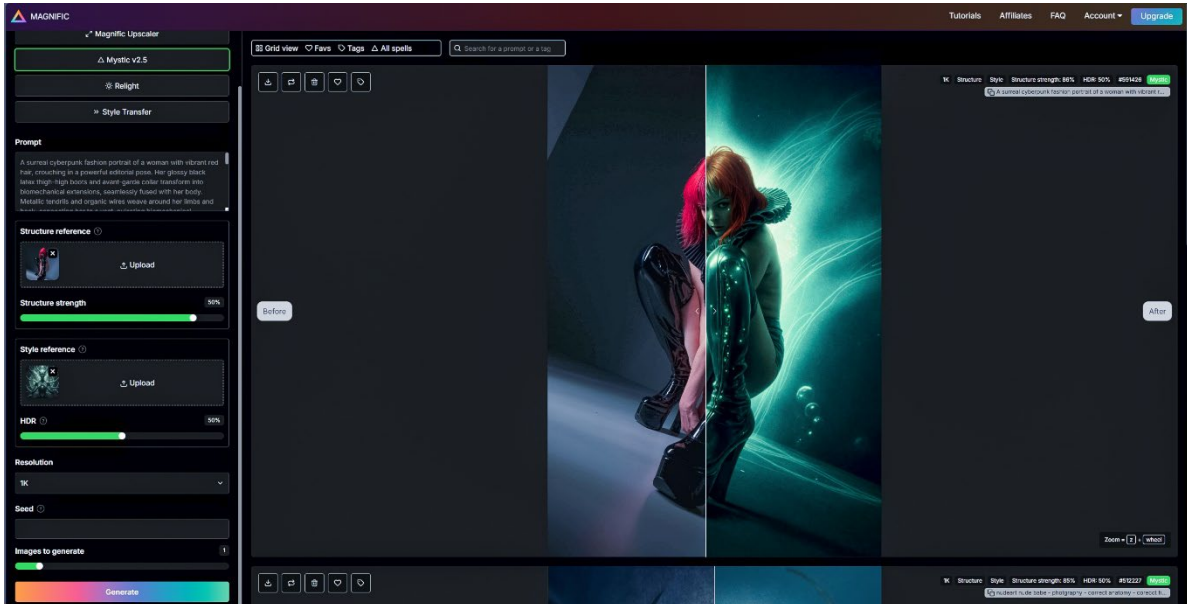 MAGNIFIC
Tutorials
Affiliates
FAQ
Account
Upgrade
Magnific Upscaler
Mystic v2.5
Relight
Style Transfer
Prompt
A surreal cyberpunk fashion portrait of a woman with vibrant red
hair, crouching in a powerful editorial pose. Her glossy black
latex thigh-high boots and avant-garde collar transform into
biomechanical extensions, seamlessly fused with her body.
Metallic tendrils and organic wires weave around her limbs and
Structure reference
Upload
Structure strength 50%
Style reference
Upload
HDR 50%
Resolution
1K
Seed
Images to generate 1
Generate
Grid view Favs Tags All spells
Search for a prompt or a tag
1K Structure Style Structure strength: 86% HDR: 50% #591426 Mystic
A surreal cyberpunk fashion portrait of a woman with vibrant r...
Before
After
Zoom = z + wheel
1K Structure Style Structure strength: 85% HDR: 50% #512227 Mystic